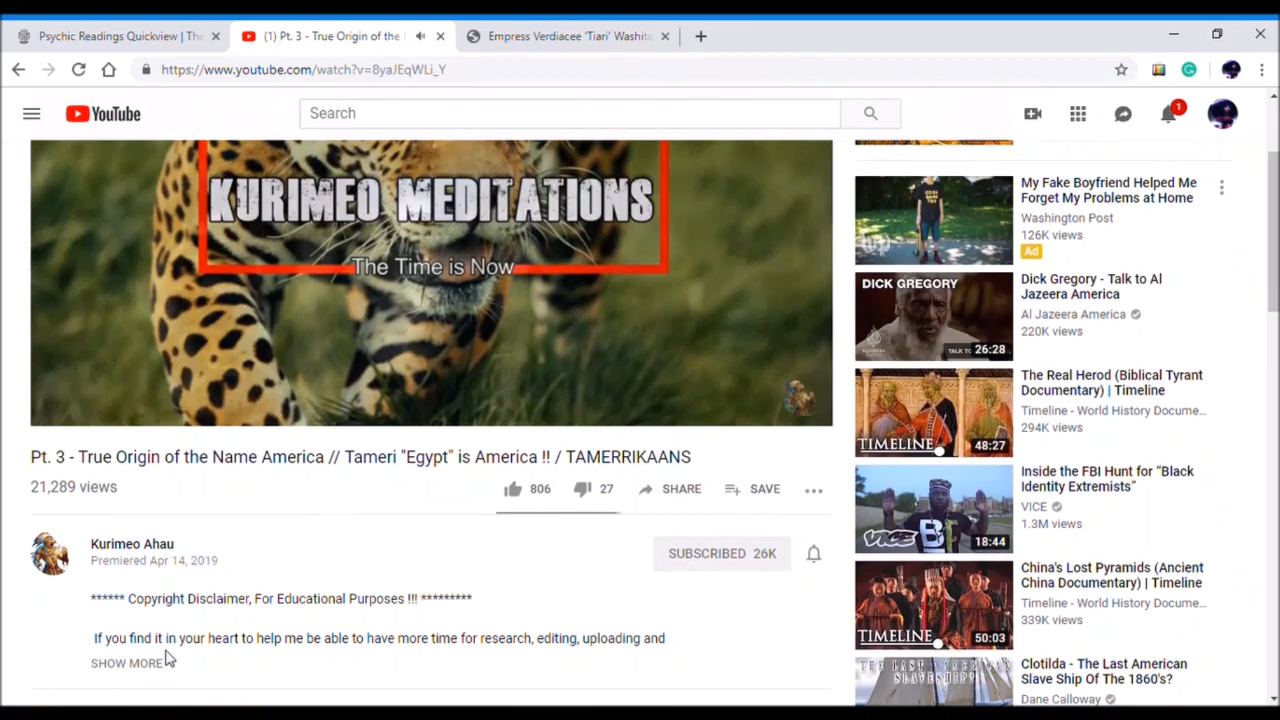 Psychic Readings Quickview | The
(1) Pt. 3 - True Origin of the
Empress Verdiacee 'Tiari' Washita
https://www.youtube.com/watch?v=8yaJEqWLi_Y
YouTube
Search
1
KURIMEO MEDITATIONS
The Time is Now
Pt. 3 - True Origin of the Name America // Tameri "Egypt" is America !! / TAMERRIKAANS
21,289 views
806
27
SHARE
SAVE
Kurimeo Ahau
Premiered Apr 14, 2019
SUBSCRIBED 26K
****** Copyright Disclaimer, For Educational Purposes !!! *********
If you find it in your heart to help me be able to have more time for research, editing, uploading and
SHOW MORE
My Fake Boyfriend Helped Me
Forget My Problems at Home
Washington Post
126K views
Ad
DICK GREGORY
26:28
Dick Gregory - Talk to Al
Jazeera America
Al Jazeera America
220K views
TIMELINE
48:27
The Real Herod (Biblical Tyrant
Documentary) | Timeline
Timeline - World History Docume...
294K views
VICE
18:44
Inside the FBI Hunt for “Black
Identity Extremists”
VICE
1.3M views
TIMELINE
50:03
China's Lost Pyramids (Ancient
China Documentary) | Timeline
Timeline - World History Docume...
339K views
Clotilda - The Last American
Slave Ship Of The 1860's?
Dane Calloway